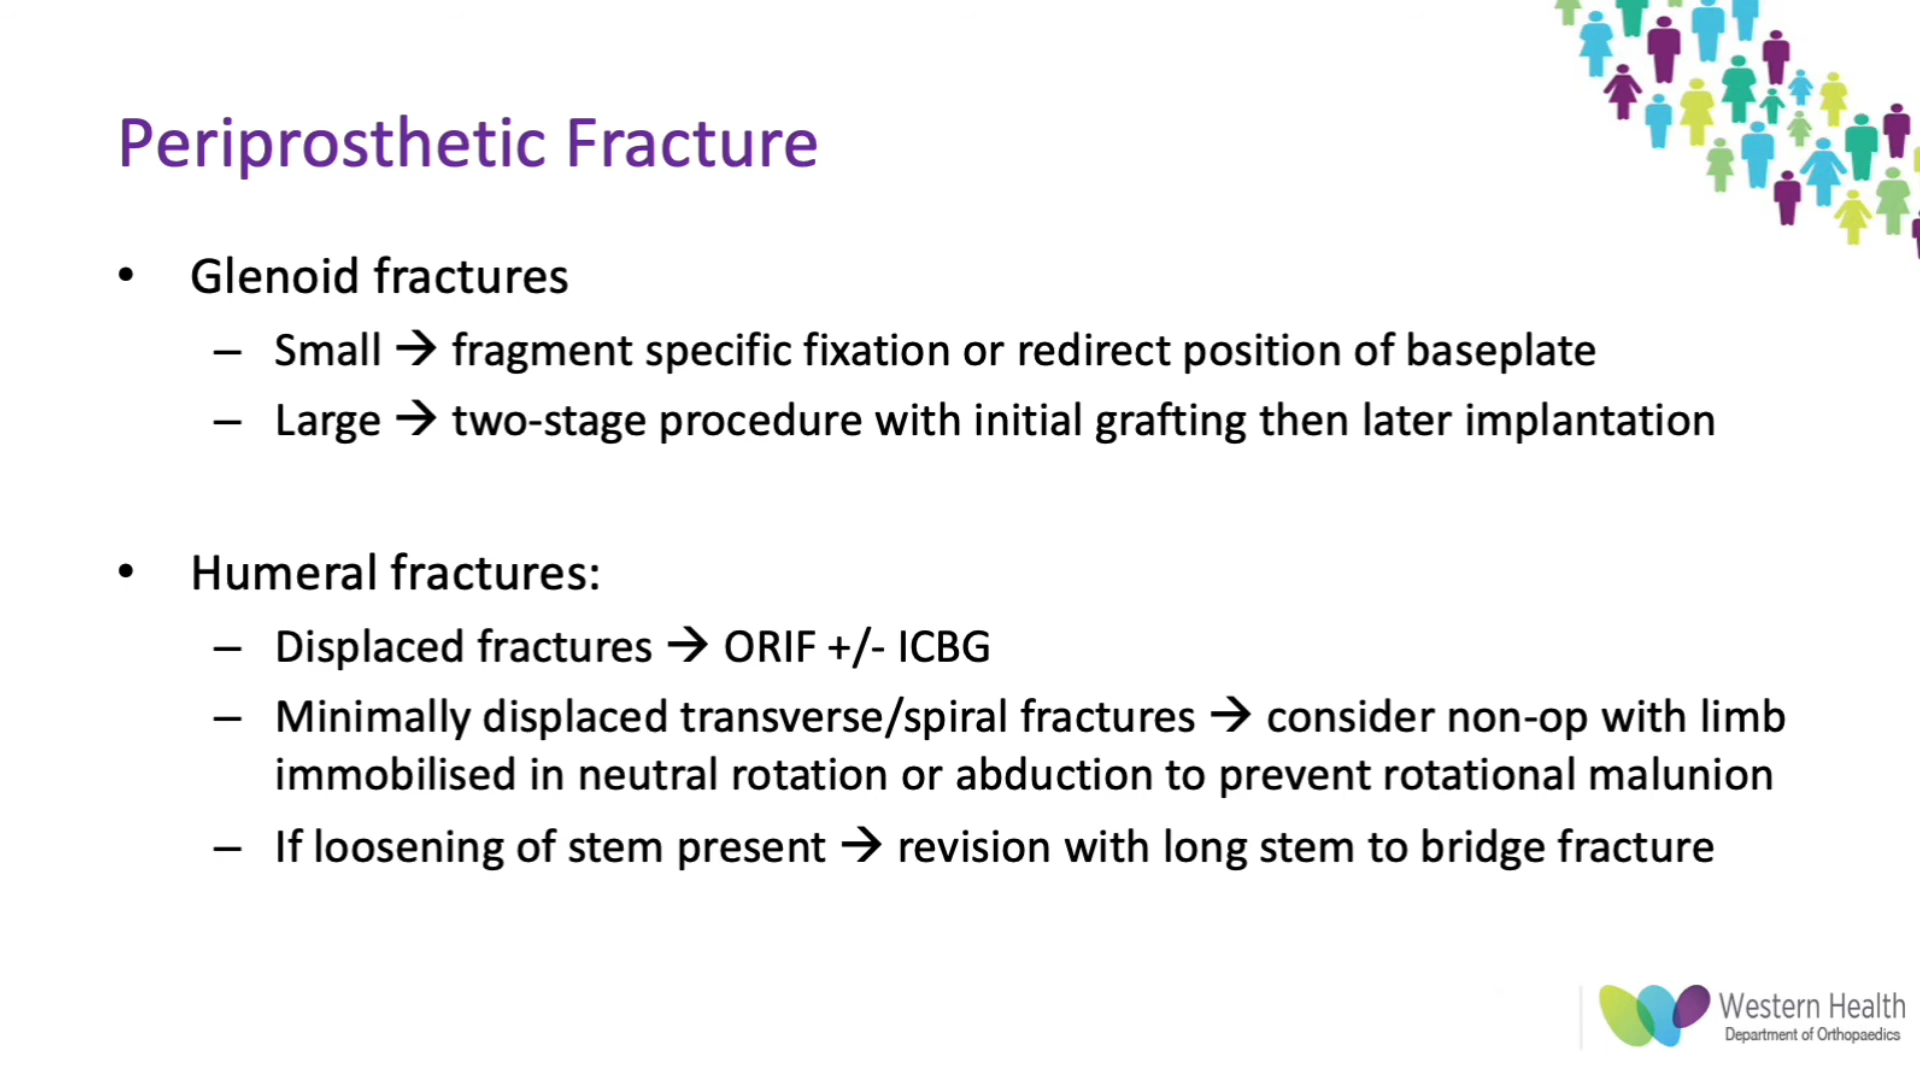 Periprosthetic Fracture
• Glenoid fractures
– Small → fragment specific fixation or redirect position of baseplate
– Large → two-stage procedure with initial grafting then later implantation
• Humeral fractures:
– Displaced fractures → ORIF +/- ICBG
– Minimally displaced transverse/spiral fractures → consider non-op with limb
immobilised in neutral rotation or abduction to prevent rotational malunion
– If loosening of stem present → revision with long stem to bridge fracture
Western Health
Department of Orthopaedics